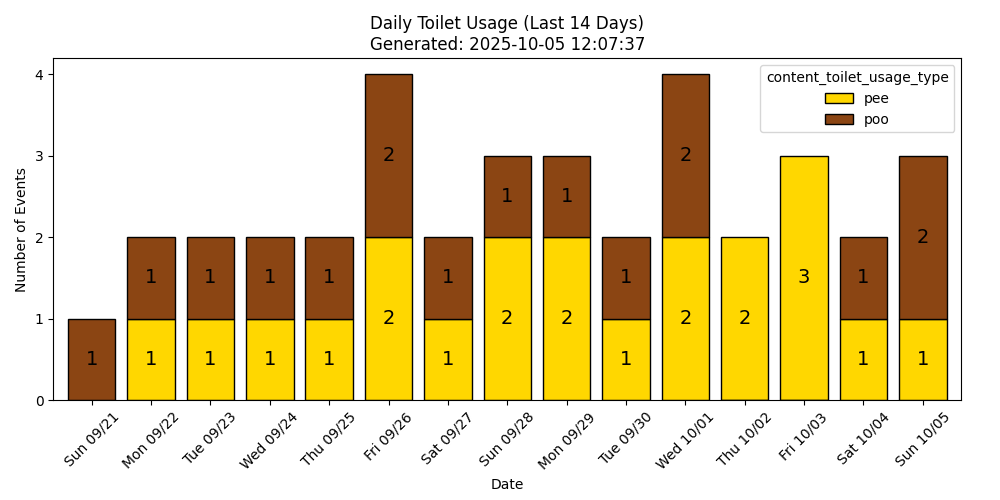 Daily Toilet Usage (Last 14 Days)
Generated: 2025-10-05 12:07:37
content_toilet_usage_type
pee
poo
Number of Events
4
3
2
1
0
1
1 1 1 1 2 1 1 1 1 2 1 2
1 1 1 1 2 1 2 2 1 2 2 3 1 1
Sun 09/21 Mon 09/22 Tue 09/23 Wed 09/24 Thu 09/25 Fri 09/26 Sat 09/27 Sun 09/28 Mon 09/29 Tue 09/30 Wed 10/01 Thu 10/02 Fri 10/03 Sat 10/04 Sun 10/05
Date